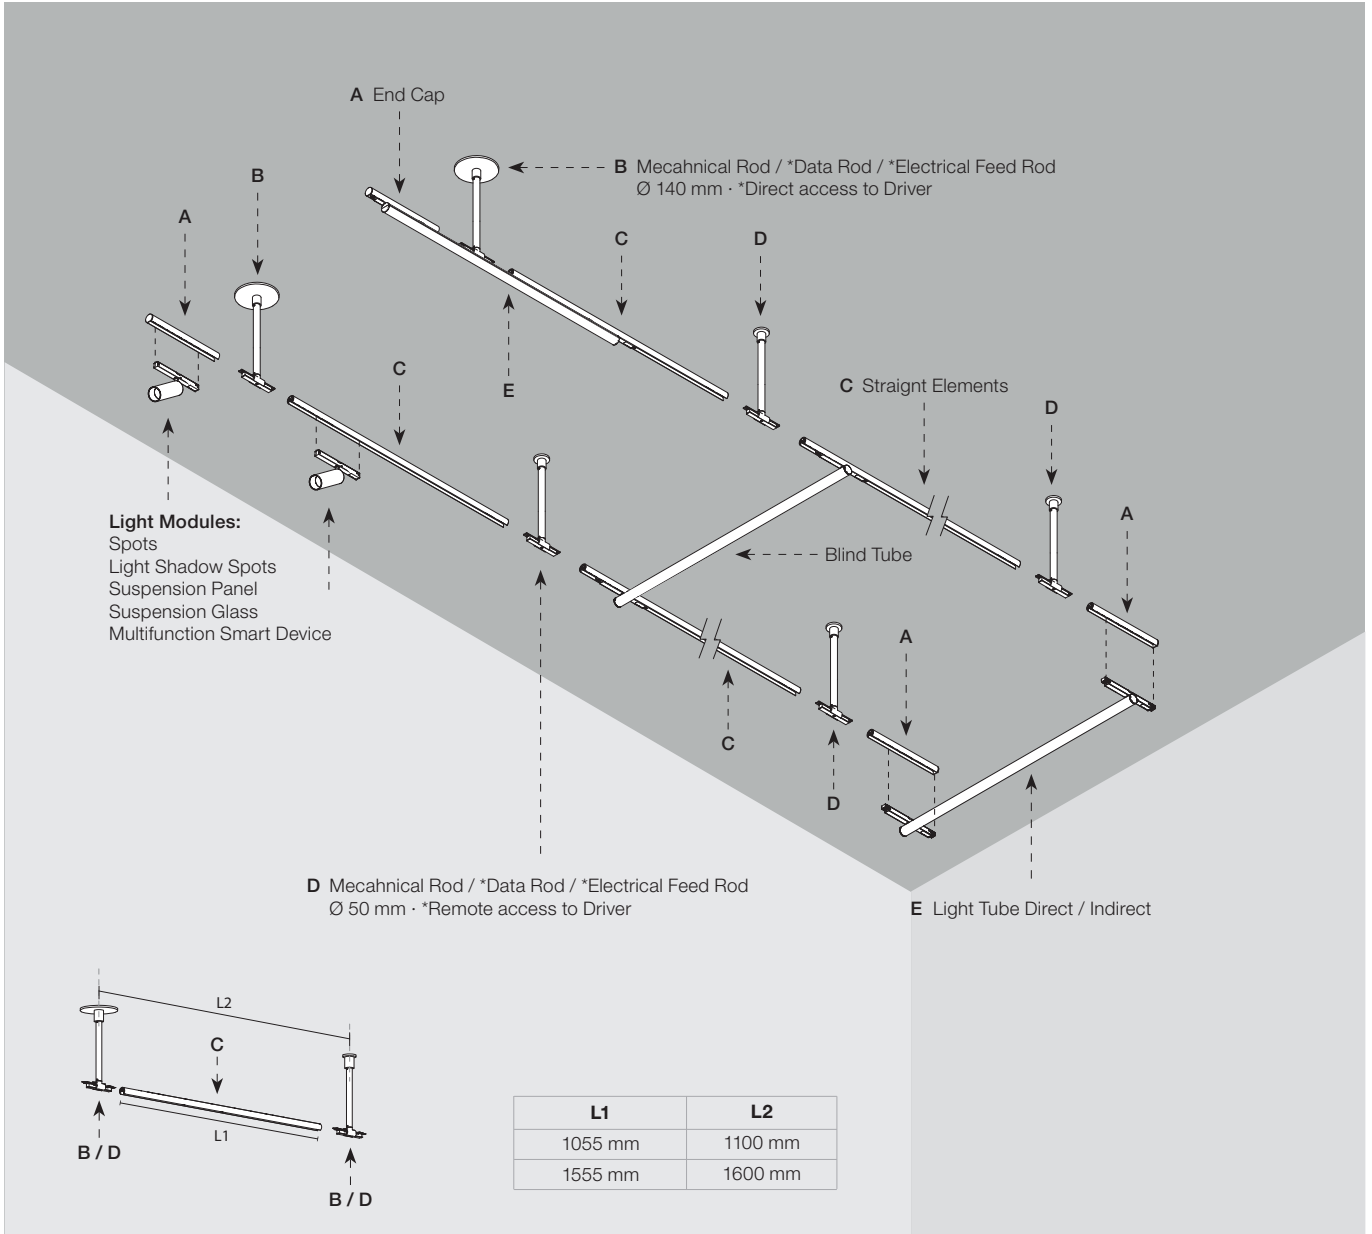 A End Cap
B Mecahnical Rod / *Data Rod / *Electrical Feed Rod
Ø 140 mm · *Direct access to Driver
B
A
C
D
C
E
C Straignt Elements
D
A
Light Modules:
Spots
Light Shadow Spots
Suspension Panel
Suspension Glass
Multifunction Smart Device
Blind Tube
A
C
D
D Mecahnical Rod / *Data Rod / *Electrical Feed Rod
Ø 50 mm · *Remote access to Driver
E Light Tube Direct / Indirect
L2
C
L1
B / D
B / D
L1 L2
1055 mm 1100 mm
1555 mm 1600 mm